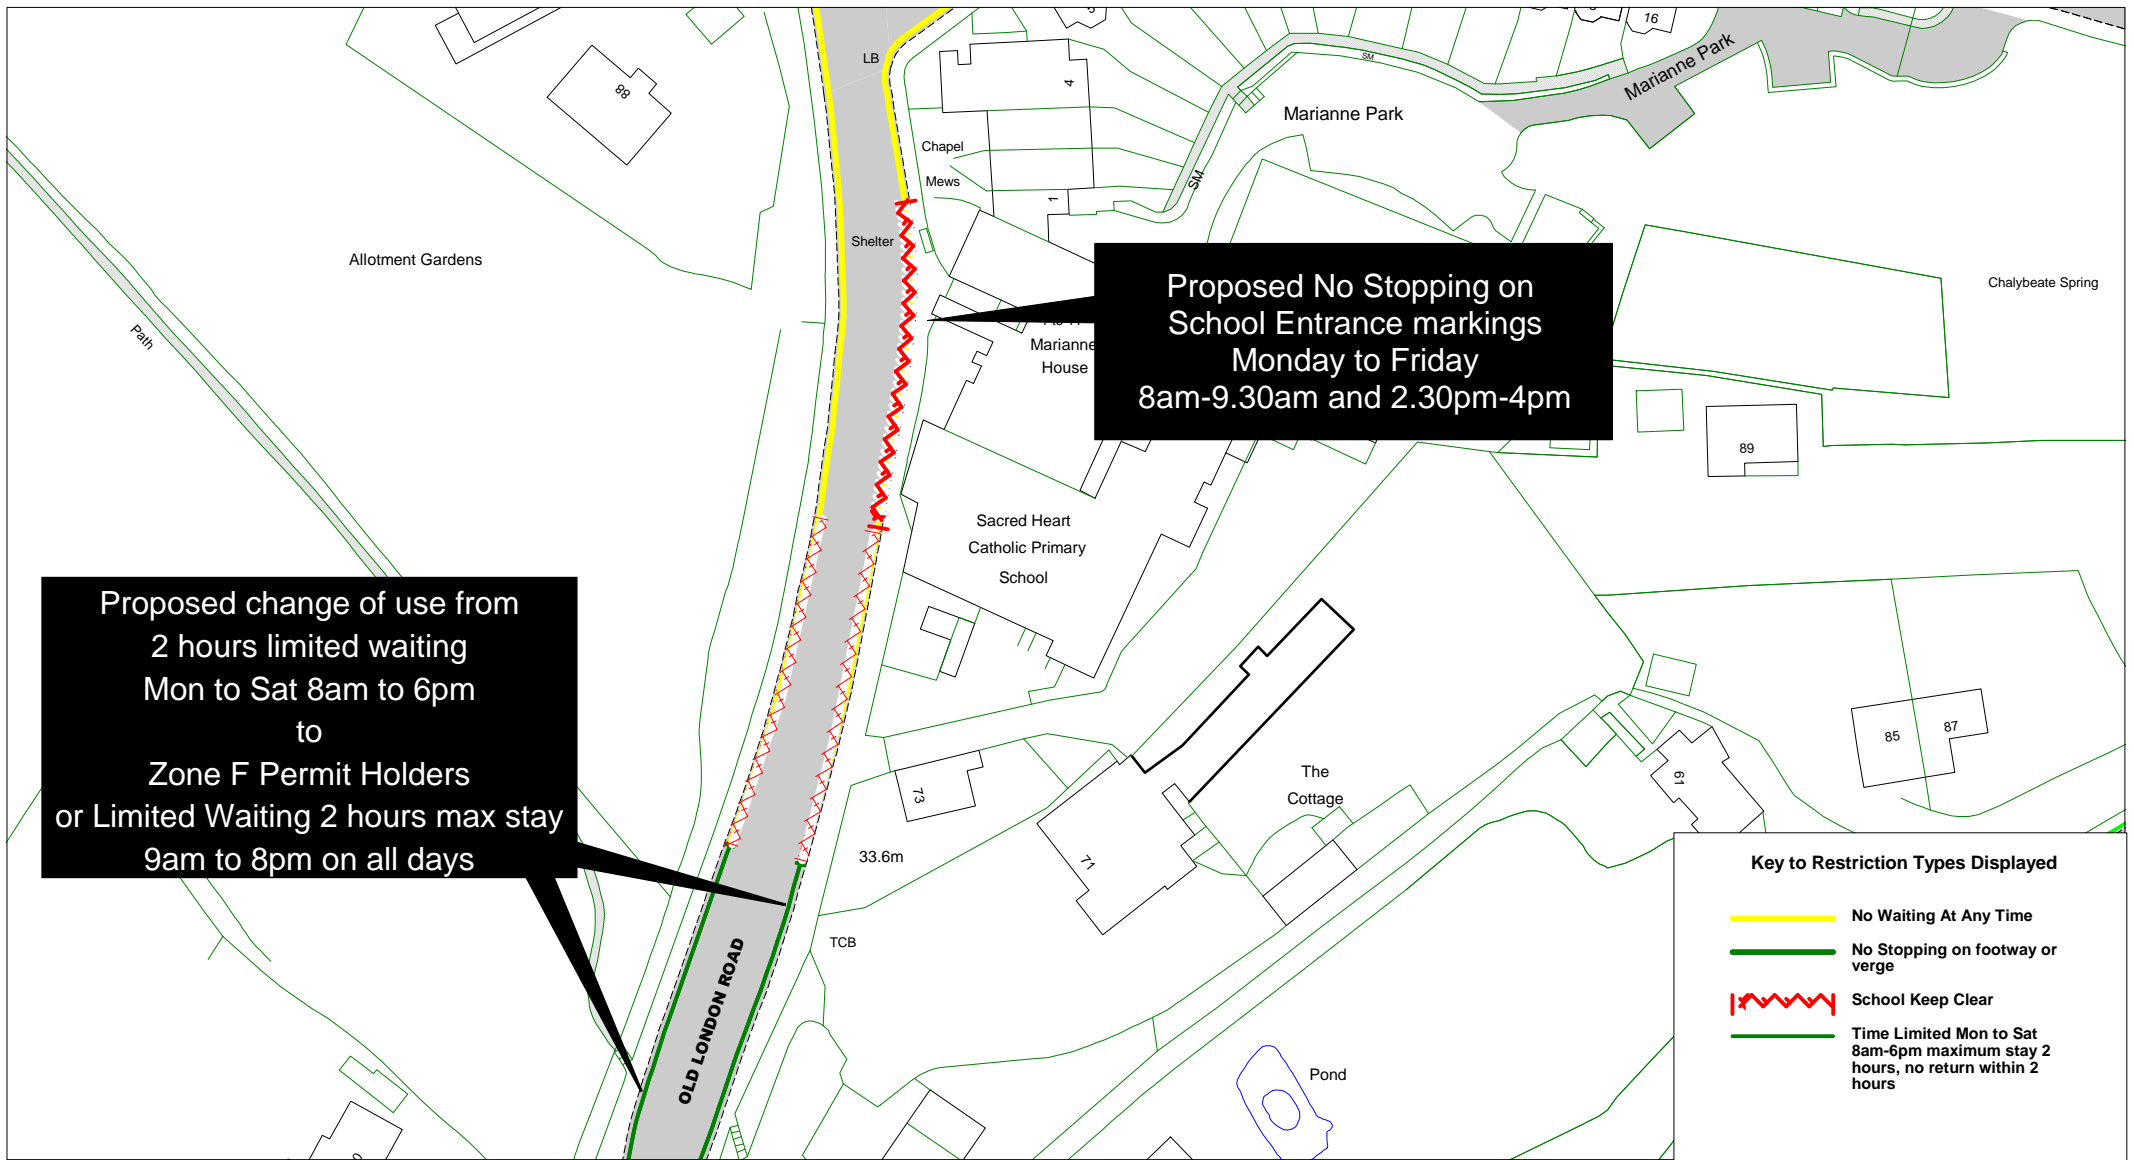 LB
88
4
16
SM
Marianne Park
Marianne Park
Chapel
Mews
SM
1
Shelter
Allotment Gardens
Path
Chalybeate Spring
Proposed No Stopping on
School Entrance markings
Monday to Friday
8am-9.30am and 2.30pm-4pm
Marianne
House
89
Sacred Heart
Catholic Primary
School
Proposed change of use from
2 hours limited waiting
Mon to Sat 8am to 6pm
to
Zone F Permit Holders
or Limited Waiting 2 hours max stay
9am to 8pm on all days
85
87
61
73
The
Cottage
33.6m
71
TCB
OLD LONDON ROAD
Pond
Key to Restriction Types Displayed
No Waiting At Any Time
No Stopping on footway or
verge
School Keep Clear
Time Limited Mon to Sat
8am-6pm maximum stay 2
hours, no return within 2
hours